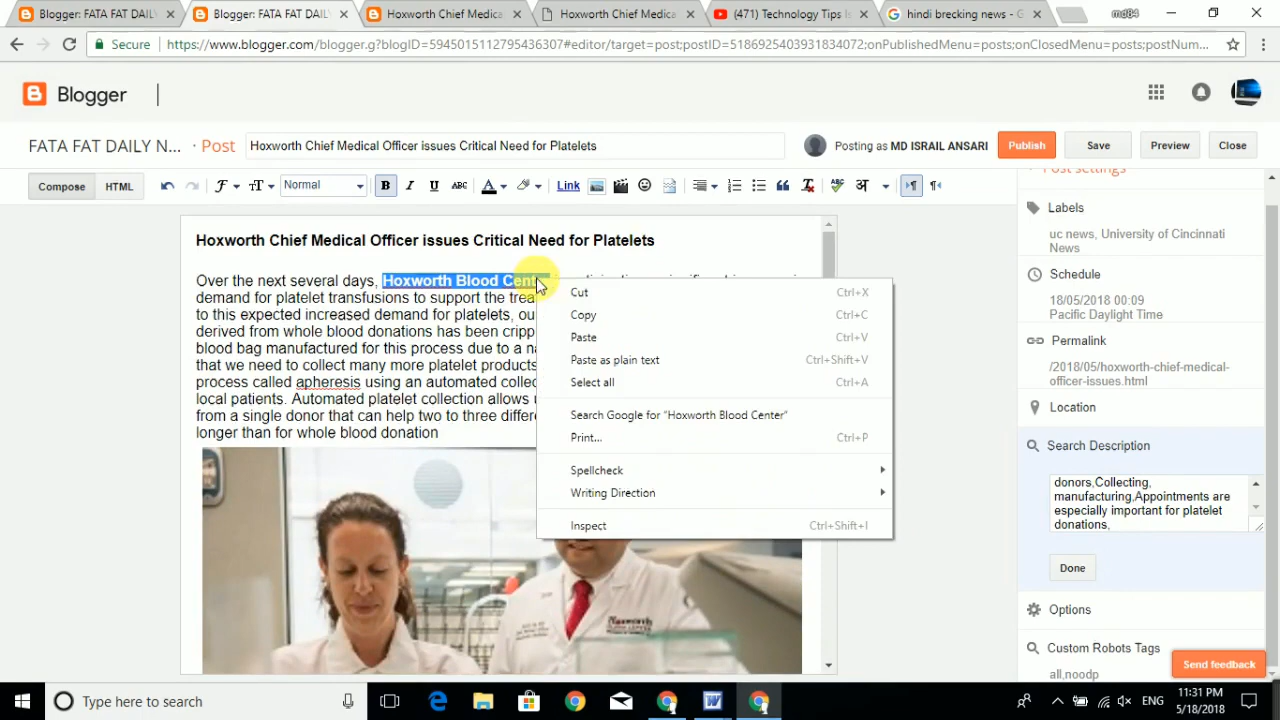 Blogger: FATA FAT DAILY
Blogger: FATA FAT DAILY
Hoxworth Chief Medica
Hoxworth Chief Medical
(471) Technology Tips i
hindi brecking news - G
md84
Secure
https://www.blogger.com/blogger.g?blogID=5945015112795436307#editor/target=post;postID=5186925403931834072;onPublishedMenu=posts;onClosedMenu=posts;postNum...
Blogger
FATA FAT DAILY N... · Post
Hoxworth Chief Medical Officer issues Critical Need for Platelets
Posting as MD ISRAIL ANSARI
Publish
Save
Preview
Close
Compose
HTML
Normal
B I U ABC A
Link
ABC
अ
Hoxworth Chief Medical Officer issues Critical Need for Platelets
Over the next several days, Hoxworth Blood Cent
demand for platelet transfusions to support the trea
to this expected increased demand for platelets, ou
derived from whole blood donations has been cripp
blood bag manufactured for this process due to a na
that we need to collect many more platelet products
process called apheresis using an automated collec
local patients. Automated platelet collection allows
from a single donor that can help two to three differe
longer than for whole blood donation
Cut Ctrl+X
Copy Ctrl+C
Paste Ctrl+V
Paste as plain text Ctrl+Shift+V
Select all Ctrl+A
Search Google for "Hoxworth Blood Center"
Print... Ctrl+P
Spellcheck
Writing Direction
Inspect Ctrl+Shift+I
Post settings
Labels
uc news, University of Cincinnati
News
Schedule
18/05/2018 00:09
Pacific Daylight Time
Permalink
/2018/05/hoxworth-chief-medical-
officer-issues.html
Location
Search Description
donors,Collecting,
manufacturing,Appointments are
especially important for platelet
donations,
Done
Options
Custom Robots Tags
all,noodp
Send feedback
Type here to search
ENG
11:31 PM
5/18/2018